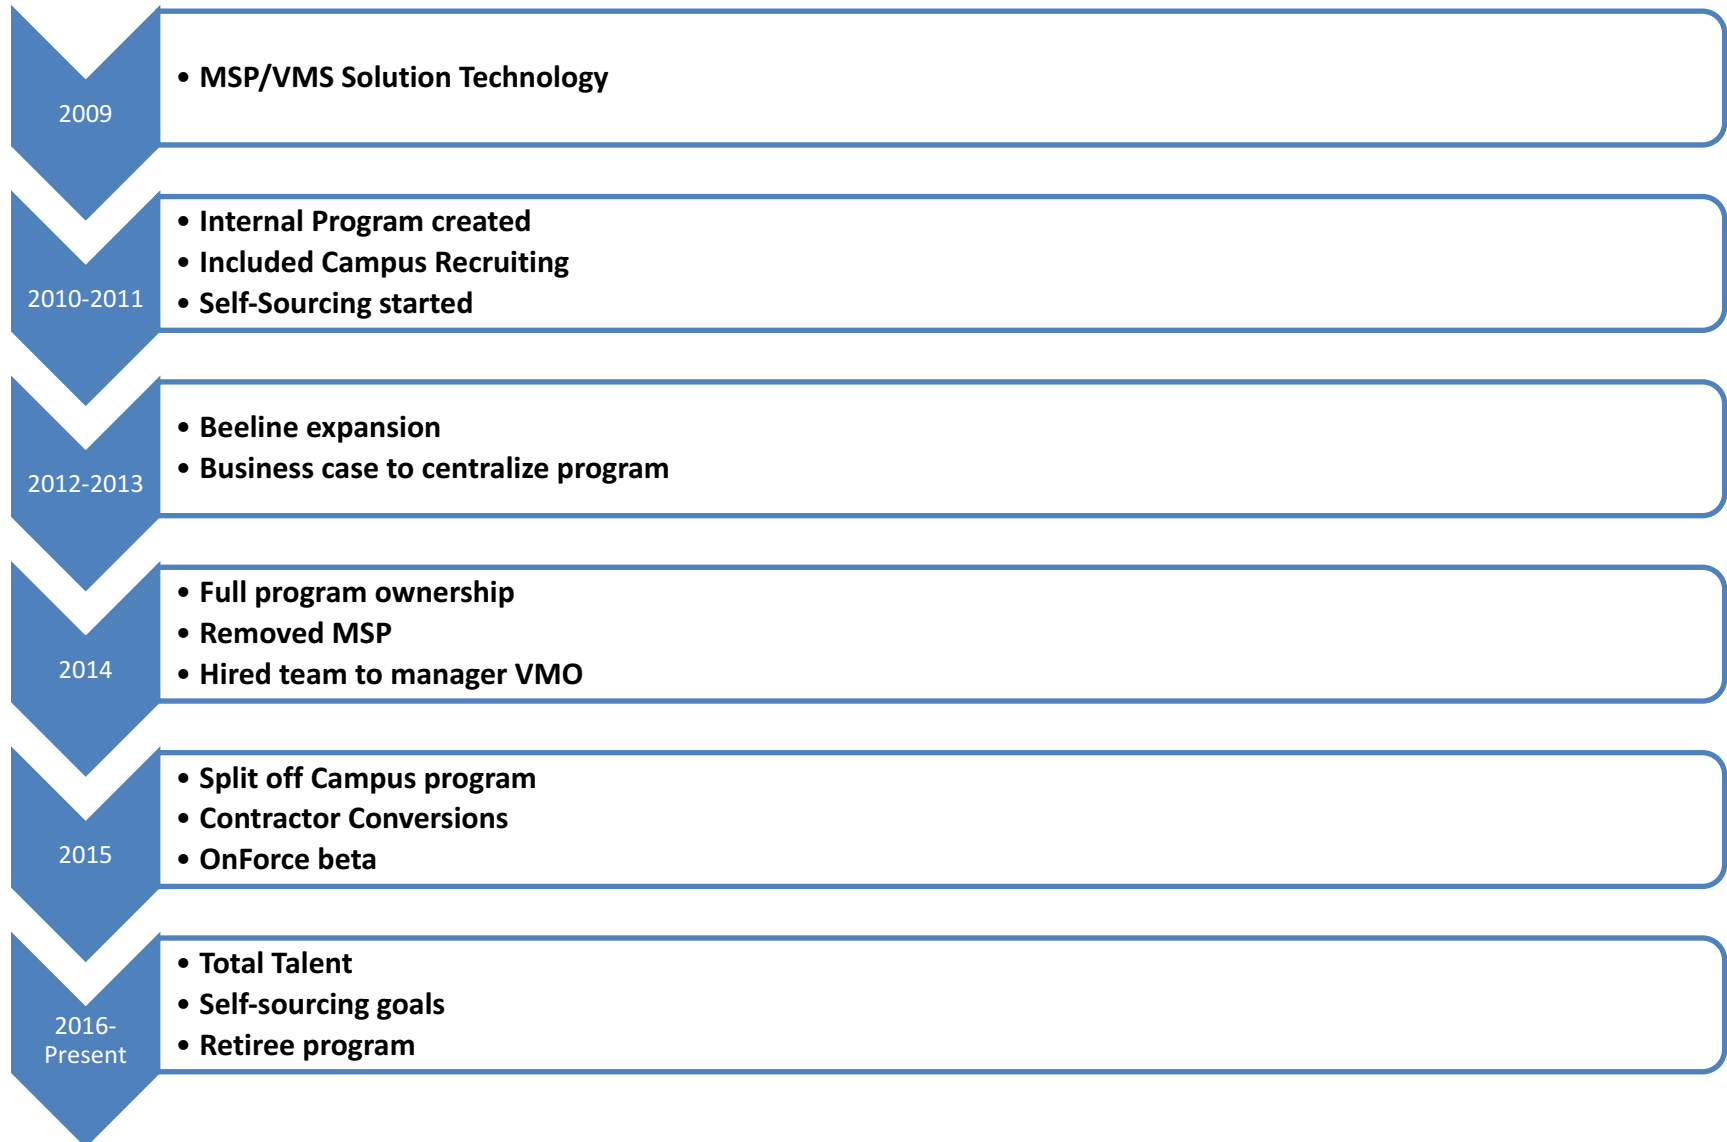 2009
• MSP/VMS Solution Technology
2010-2011
• Internal Program created
• Included Campus Recruiting
• Self-Sourcing started
2012-2013
• Beeline expansion
• Business case to centralize program
2014
• Full program ownership
• Removed MSP
• Hired team to manager VMO
2015
• Split off Campus program
• Contractor Conversions
• OnForce beta
2016-
Present
• Total Talent
• Self-sourcing goals
• Retiree program